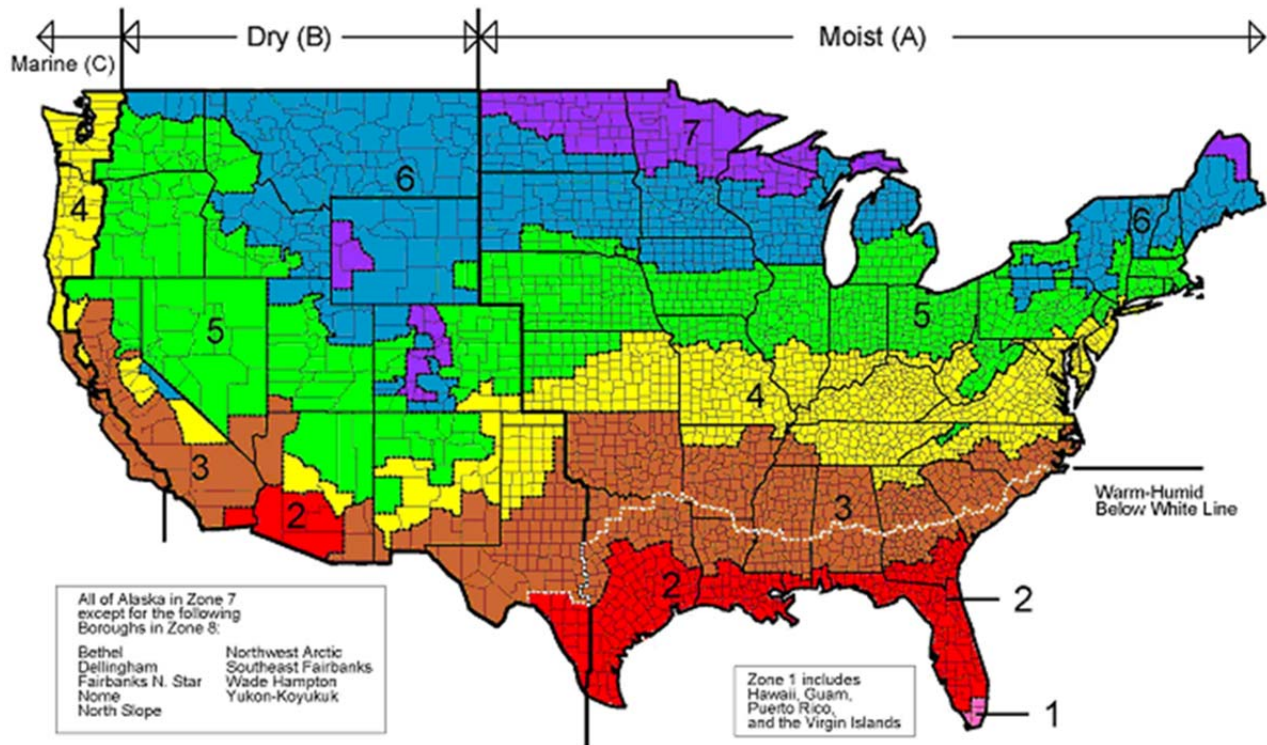 Marine (C)
Dry (B)
Moist (A)
7
6
4
6
5
5
4
3
3
Warm-Humid
Below White Line
2
2
2
1
All of Alaska in Zone 7
except for the following
Boroughs in Zone 8:
Bethel
Dellingham
Fairbanks N. Star
Nome
North Slope
Northwest Arctic
Southeast Fairbanks
Wade Hampton
Yukon-Koyukuk
Zone 1 includes
Hawaii, Guam,
Puerto Rico,
and the Virgin Islands